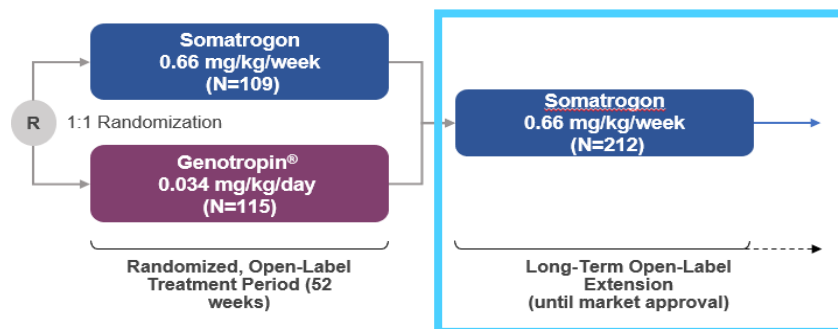 Somatrogon
0.66 mg/kg/week
(N=109)
R
1:1 Randomization
Genotropin®
0.034 mg/kg/day
(N=115)
Randomized, Open-Label
Treatment Period (52
weeks)
Somatrogon
0.66 mg/kg/week
(N=212)
Long-Term Open-Label
Extension
(until market approval)